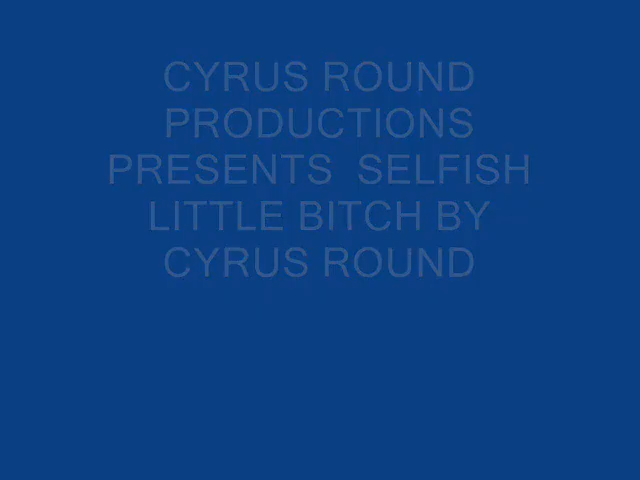 CYRUS ROUND
PRODUCTIONS
PRESENTS  SELFISH
LITTLE BITCH BY
CYRUS ROUND